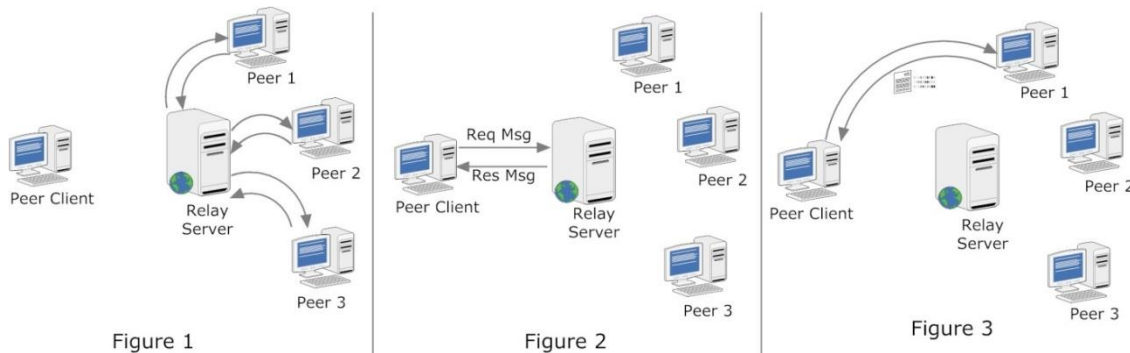 Peer 1
Peer 2
Peer Client
Relay
Server
Peer 3
Figure 1
Peer 1
Req Msg
Res Msg
Peer 2
Peer Client
Relay
Server
Peer 3
Figure 2
Peer 1
Peer 2
Peer Client
Relay
Server
Peer 3
Figure 3